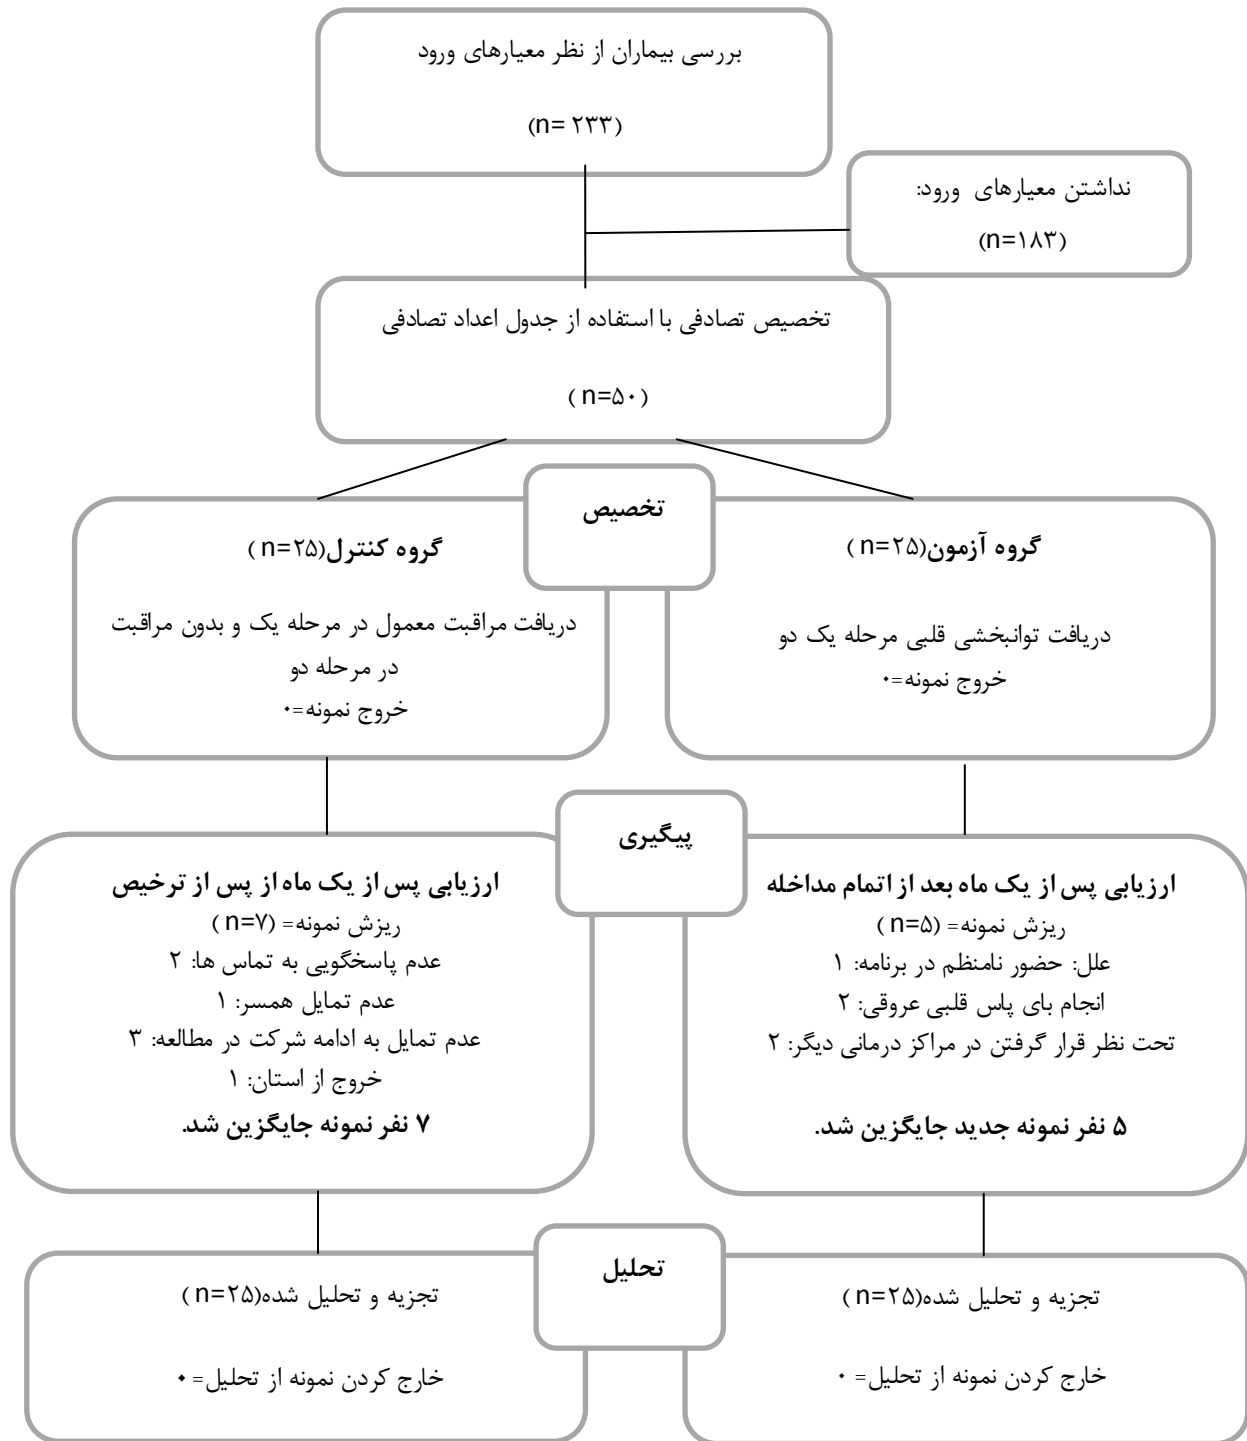 بررسی بیماران از نظر معیارهای ورود
(n= ۲۳۳)
نداشتن معیارهای ورود:
(n=۱۸۳)
تخصیص تصادفی با استفاده از جدول اعداد تصادفی
(n=۵۰)
تخصیص
گروه آزمون(n=۲۵)
دریافت توانبخشی قلبی مرحله یک دو
خروج نمونه=۰
گروه کنترل(n=۲۵)
دریافت مراقبت معمول در مرحله یک و بدون مراقبت
در مرحله دو
خروج نمونه=۰
پیگیری
ارزیابی پس از یک ماه بعد از اتمام مداخله
ریزش نمونه= (n=۵)
علل: حضور نامنظم در برنامه: ۱
انجام بای پاس قلبی عروقی: ۲
تحت نظر قرار گرفتن در مراکز درمانی دیگر: ۲
۵ نفر نمونه جدید جایگزین شد.
ارزیابی پس از یک ماه از پس از ترخیص
ریزش نمونه= (n=۷)
عدم پاسخگویی به تماس ها: ۲
عدم تمایل همسر: ۱
عدم تمایل به ادامه شرکت در مطالعه: ۳
خروج از استان: ۱
۷ نفر نمونه جایگزین شد.
تحلیل
تجزیه و تحلیل شده(n=۲۵)
خارج کردن نمونه از تحلیل= ۰
تجزیه و تحلیل شده(n=۲۵)
خارج کردن نمونه از تحلیل= ۰